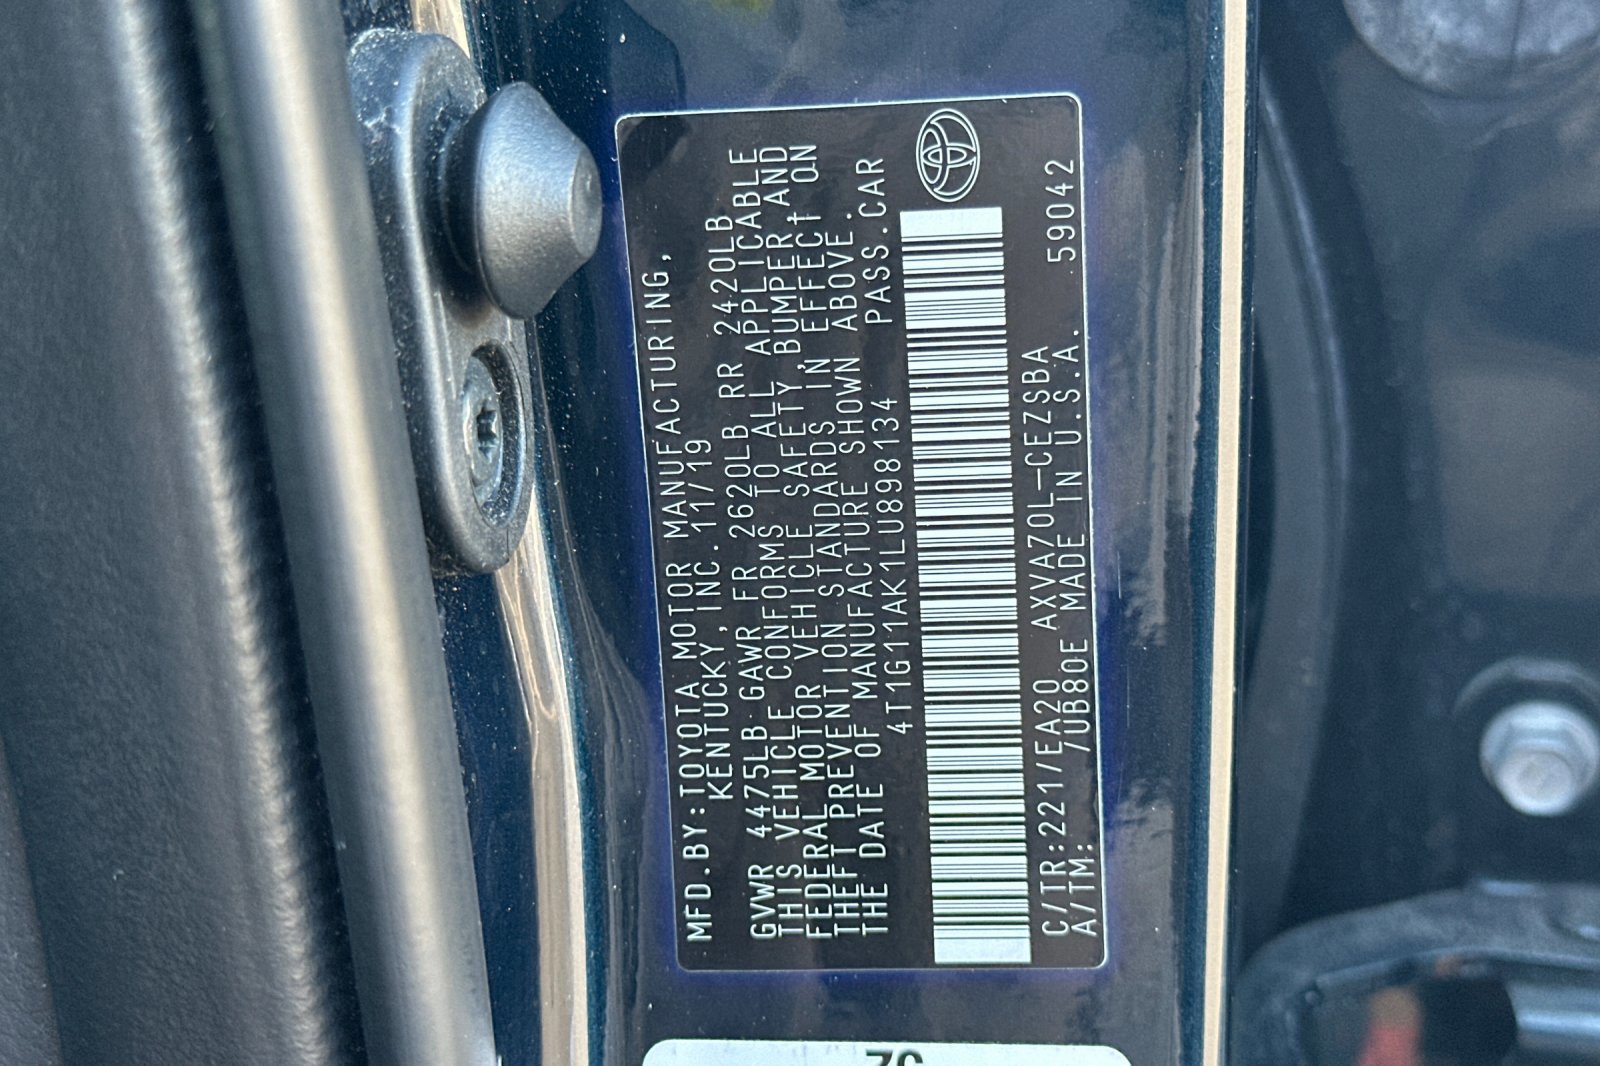 MFD.BY:TOYOTA MOTOR MANUFACTURING,
KENTUCKY,INC. 11/19
GVWR 4475LB GAWR FR 2620LB RR 2420LB
THIS VEHICLE CONFORMS TO ALL APPLICABLE
FEDERAL MOTOR VEHICLE SAFETY, BUMPER, AND
THEFT PREVENTION STANDARDS IN EFFECT ON
THE DATE OF MANUFACTURE SHOWN ABOVE.
4T1G11AK1LU898134 PASS.CAR
C/TR:221/EA20 AXVA70L-CEZSBA 59042
A/TM: /UB80E MADE IN U.S.A.